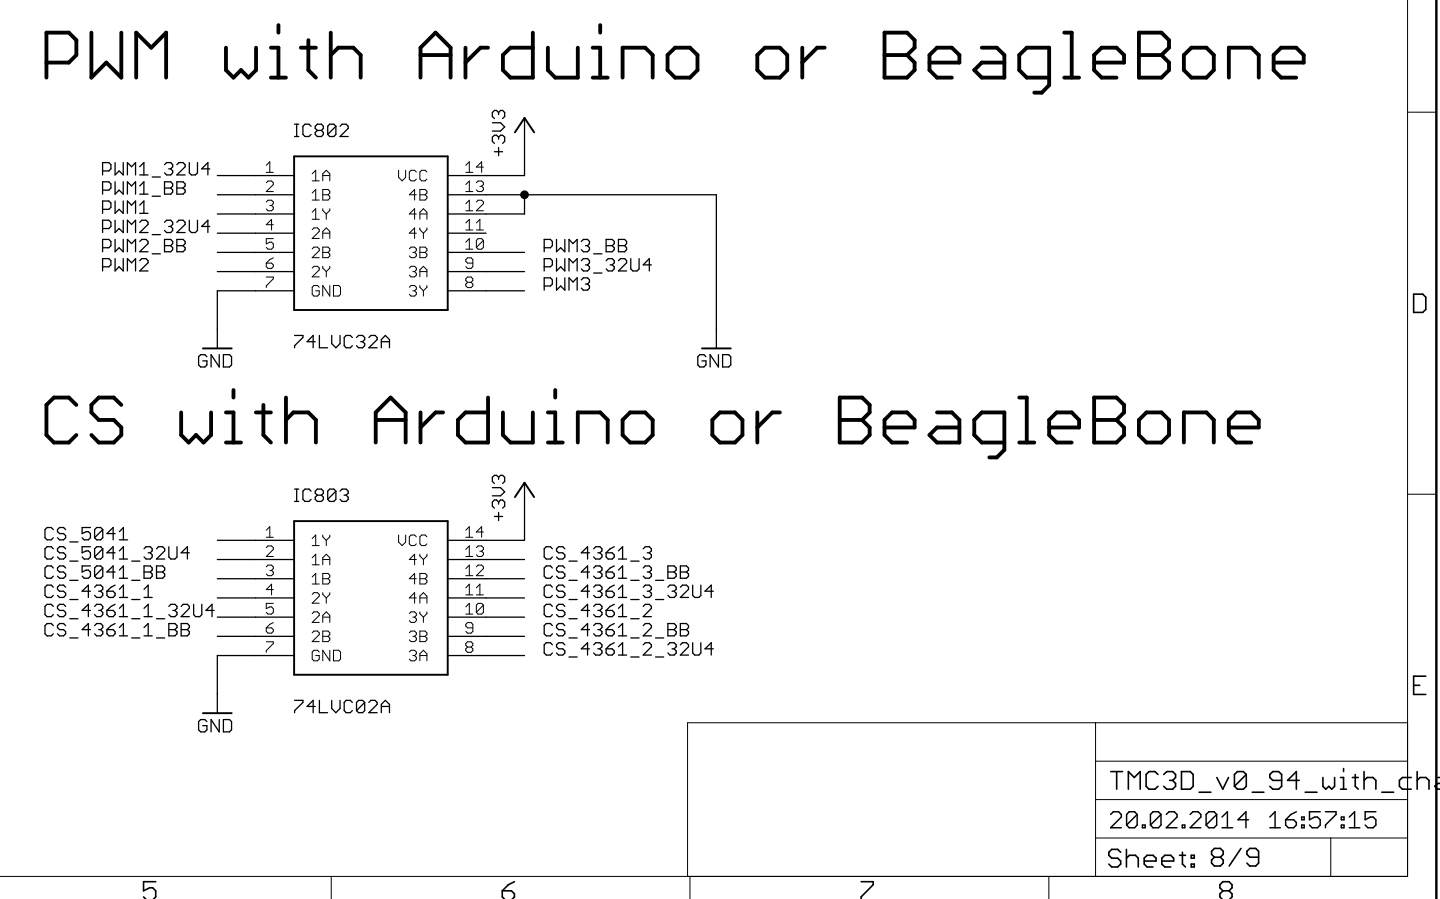 PWM with Arduino or BeagleBone
IC802
+3V3
PWM1_32U4 1 1A VCC 14
PWM1_BB 2 1B 4B 13
PWM1 3 1Y 4A 12
PWM2_32U4 4 2A 4Y 11
PWM2_BB 5 2B 3B 10 PWM3_BB
PWM2 6 2Y 3A 9 PWM3_32U4
7 GND 3Y 8 PWM3
74LVC32A
GND GND
D
CS with Arduino or BeagleBone
IC803
+3V3
CS_5041 1 1Y VCC 14
CS_5041_32U4 2 1A 4Y 13 CS_4361_3
CS_5041_BB 3 1B 4B 12 CS_4361_3_BB
CS_4361_1 4 2Y 4A 11 CS_4361_3_32U4
CS_4361_1_32U4 5 2A 3Y 10 CS_4361_2
CS_4361_1_BB 6 2B 3B 9 CS_4361_2_BB
7 GND 3A 8 CS_4361_2_32U4
E
74LVC02A
GND
TMC3D_v0_94_with_cha
20.02.2014 16:57:15
Sheet: 8/9
5 6 7 8